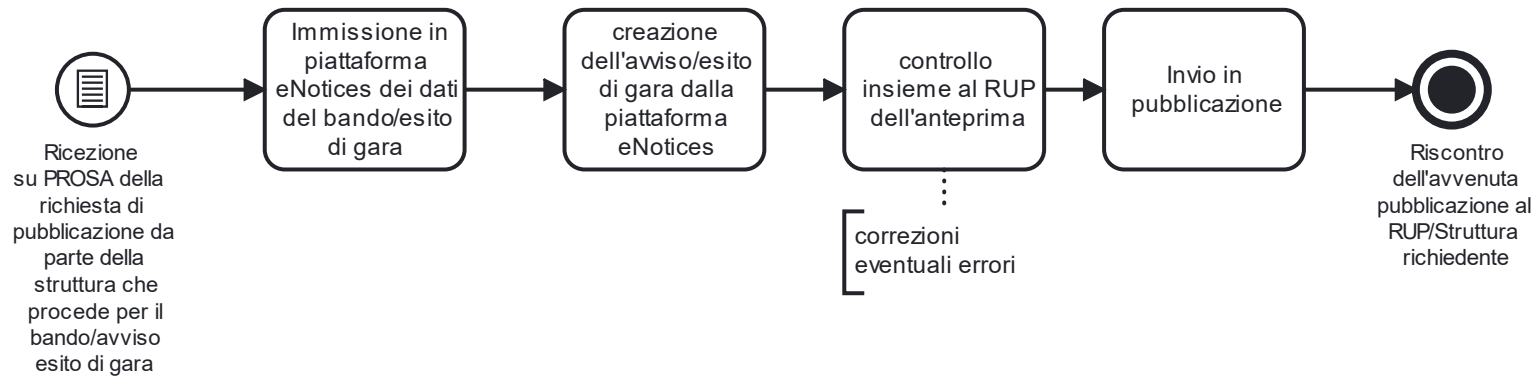 Ricezione
su PROSA della
richiesta di
pubblicazione da
parte della
struttura che
procede per il
bando/avviso
esito di gara
Immissione in
piattaforma
eNotices dei dati
del bando/esito
di gara
creazione
dell'avviso/esito
di gara dalla
piattaforma
eNotices
controllo
insieme al RUP
dell'anteprima
correzioni
eventuali errori
Invio in
pubblicazione
Riscontro
dell'avvenuta
pubblicazione al
RUP/Struttura
richiedente